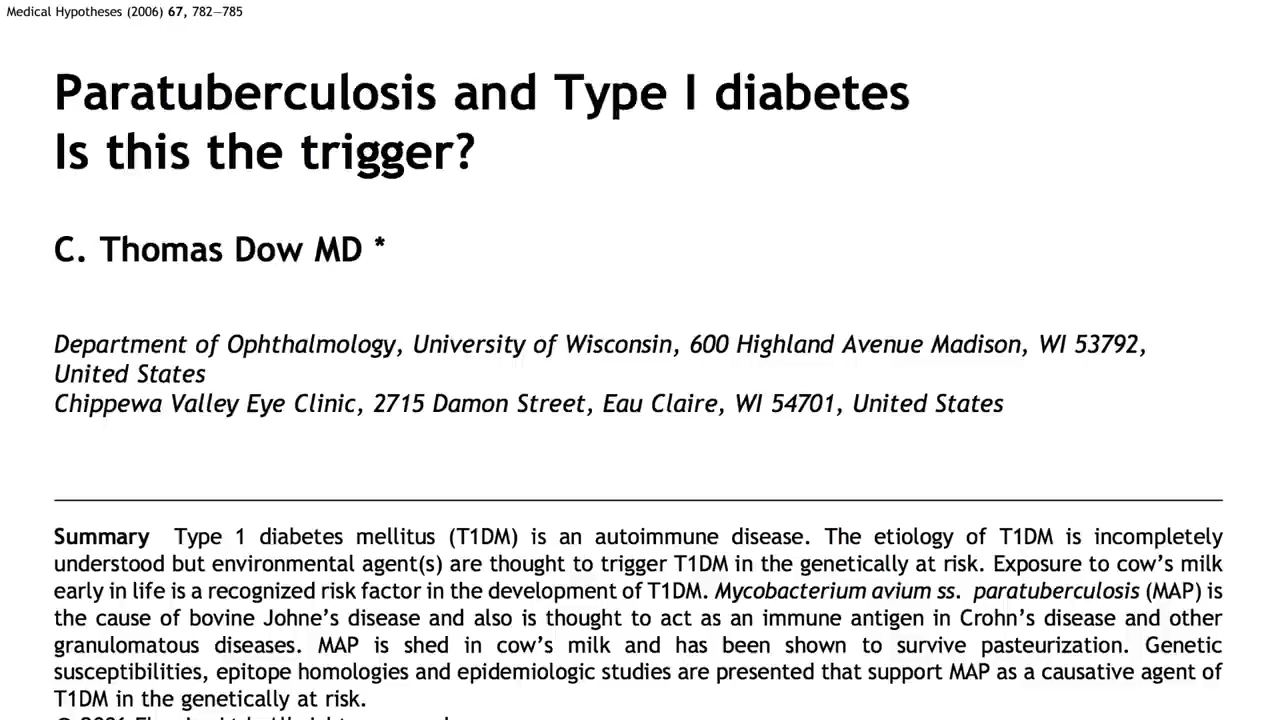 Medical Hypotheses (2006) 67, 782–785
Paratuberculosis and Type I diabetes
Is this the trigger?
C. Thomas Dow MD *
Department of Ophthalmology, University of Wisconsin, 600 Highland Avenue Madison, WI 53792,
United States
Chippewa Valley Eye Clinic, 2715 Damon Street, Eau Claire, WI 54701, United States
Summary Type 1 diabetes mellitus (T1DM) is an autoimmune disease. The etiology of T1DM is incompletely
understood but environmental agent(s) are thought to trigger T1DM in the genetically at risk. Exposure to cow's milk
early in life is a recognized risk factor in the development of T1DM. Mycobacterium avium ss. paratuberculosis (MAP) is
the cause of bovine Johne's disease and also is thought to act as an immune antigen in Crohn's disease and other
granulomatous diseases. MAP is shed in cow's milk and has been shown to survive pasteurization. Genetic
susceptibilities, epitope homologies and epidemiologic studies are presented that support MAP as a causative agent of
T1DM in the genetically at risk.